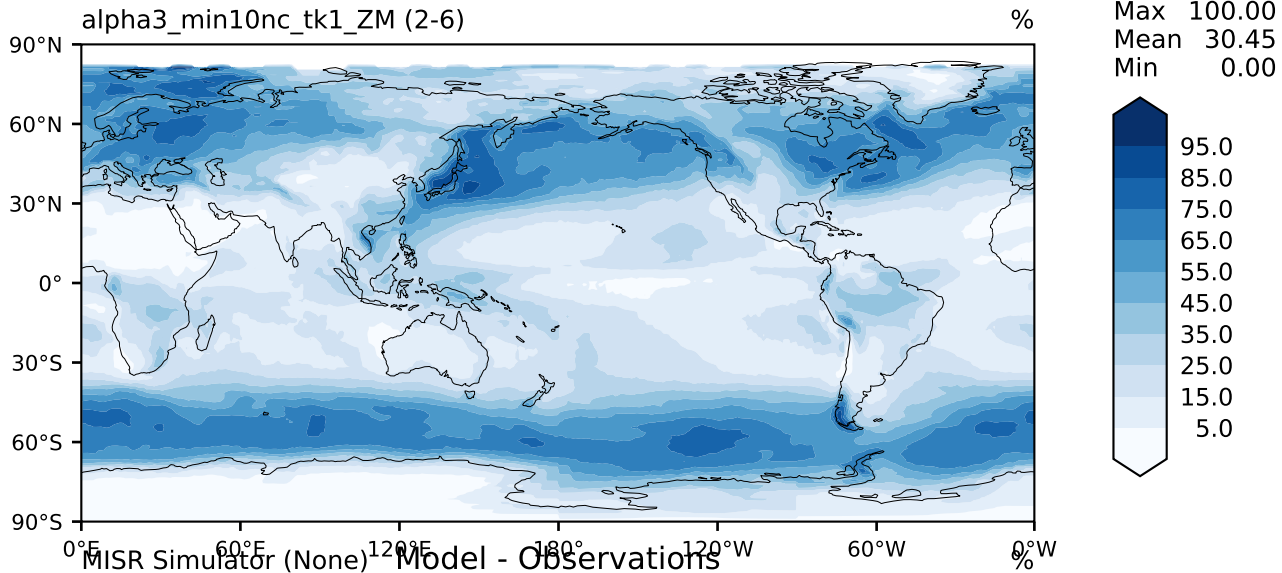 alpha3_min10nc_tk1_ZM (2-6) %
Max 100.00
Mean 30.45
Min 0.00
90°N
60°N
30°N
0°
30°S
60°S
90°S
95.0
85.0
75.0
65.0
55.0
45.0
35.0
25.0
15.0
5.0
0°E 60°E 120°E 180° 120°W 60°W 0°W
MISR Simulator (None) Model - Observations %